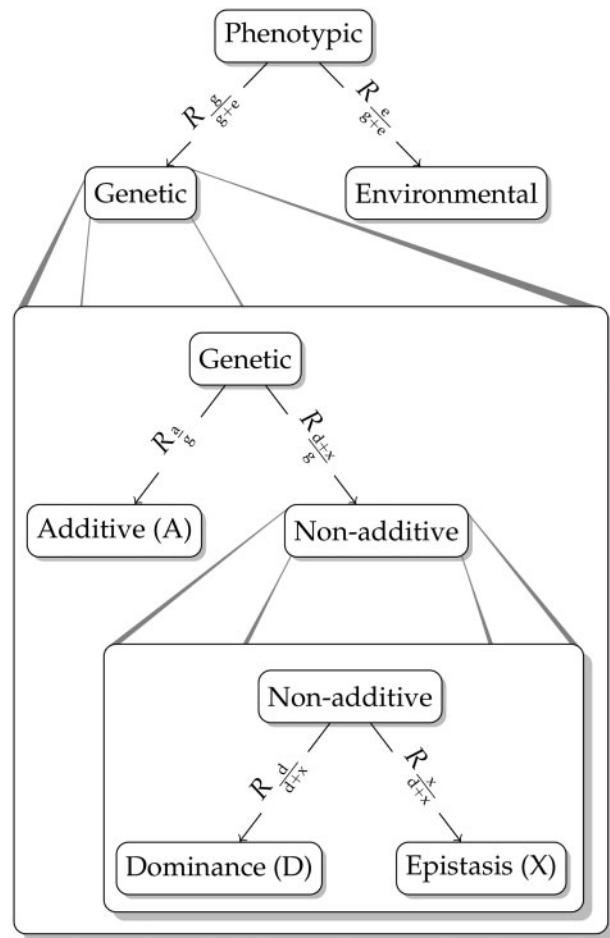 Phenotypic
R g/(g+e)
R e/(g+e)
Genetic
Environmental
Genetic
R a/g
R (d+x)/g
Additive (A)
Non-additive
Non-additive
R d/(d+x)
R x/(d+x)
Dominance (D)
Epistasis (X)